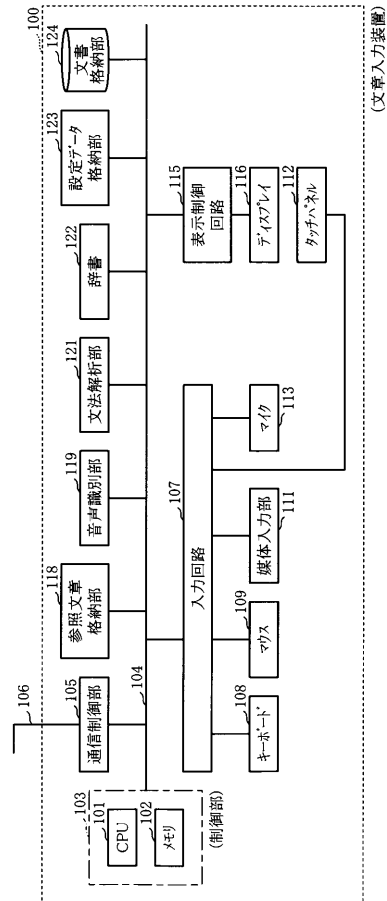 100
124
文書
格納部
123
設定データ
格納部
122
辞書
121
文法解析部
119
音声識別部
118
参照文章
格納部
106
105
通信制御部
104
103
101
CPU
102
メモリ
(制御部)
107
入力回路
108
キーボード
109
マウス
媒体入力部
111
マイク
113
115
表示制御
回路
116
ディスプレイ
112
タッチパネル
(文章入力装置)